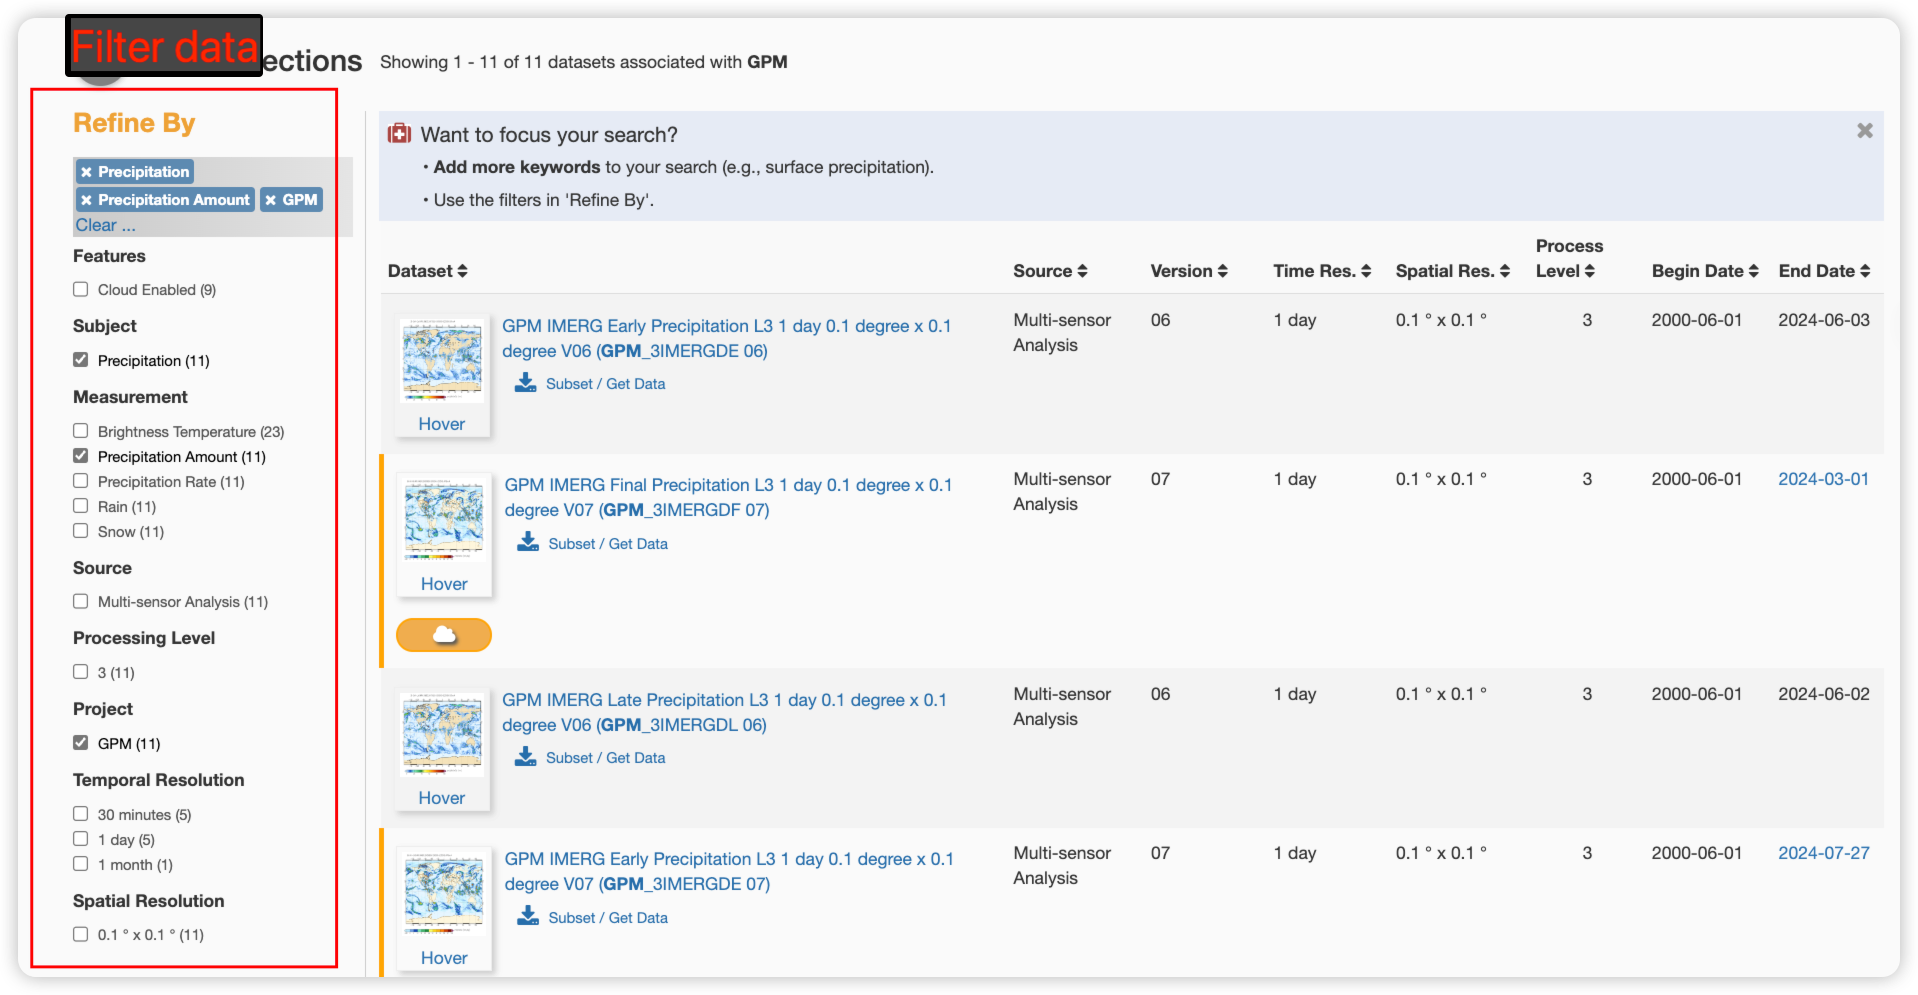 Filter data
ections
Showing 1 - 11 of 11 datasets associated with GPM
Refine By
× Precipitation
× Precipitation Amount × GPM
Clear ...
Features
Cloud Enabled (9)
Subject
Precipitation (11)
Measurement
Brightness Temperature (23)
Precipitation Amount (11)
Precipitation Rate (11)
Rain (11)
Snow (11)
Source
Multi-sensor Analysis (11)
Processing Level
3 (11)
Project
GPM (11)
Temporal Resolution
30 minutes (5)
1 day (5)
1 month (1)
Spatial Resolution
0.1 ° x 0.1 ° (11)
Want to focus your search?
• Add more keywords to your search (e.g., surface precipitation).
• Use the filters in 'Refine By'.
Dataset Source Version Time Res. Spatial Res. Process Level Begin Date End Date
GPM IMERG Early Precipitation L3 1 day 0.1 degree x 0.1
degree V06 (GPM_3IMERGDE 06)
Subset / Get Data
Hover
Multi-sensor
Analysis
06 1 day 0.1 ° x 0.1 ° 3 2000-06-01 2024-06-03
GPM IMERG Final Precipitation L3 1 day 0.1 degree x 0.1
degree V07 (GPM_3IMERGDF 07)
Subset / Get Data
Hover
Multi-sensor
Analysis
07 1 day 0.1 ° x 0.1 ° 3 2000-06-01 2024-03-01
GPM IMERG Late Precipitation L3 1 day 0.1 degree x 0.1
degree V06 (GPM_3IMERGDL 06)
Subset / Get Data
Hover
Multi-sensor
Analysis
06 1 day 0.1 ° x 0.1 ° 3 2000-06-01 2024-06-02
GPM IMERG Early Precipitation L3 1 day 0.1 degree x 0.1
degree V07 (GPM_3IMERGDE 07)
Subset / Get Data
Hover
Multi-sensor
Analysis
07 1 day 0.1 ° x 0.1 ° 3 2000-06-01 2024-07-27